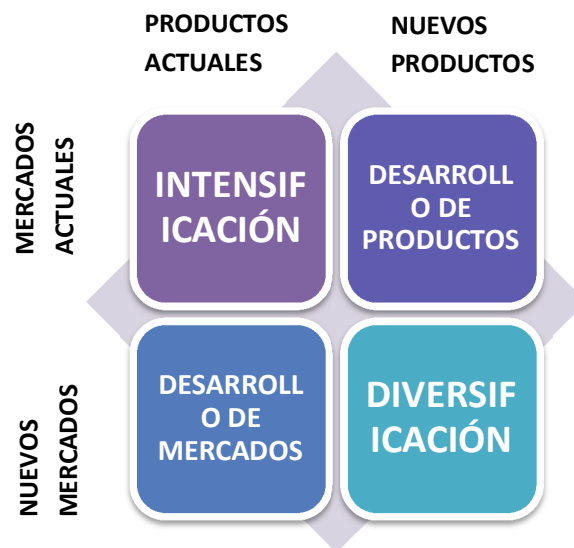 PRODUCTOS
ACTUALES
NUEVOS
PRODUCTOS
MERCADOS
ACTUALES
INTENSIF
ICACIÓN
DESARROLL
O DE
PRODUCTOS
NUEVOS
MERCADOS
DESARROLL
O DE
MERCADOS
DIVERSIF
ICACIÓN